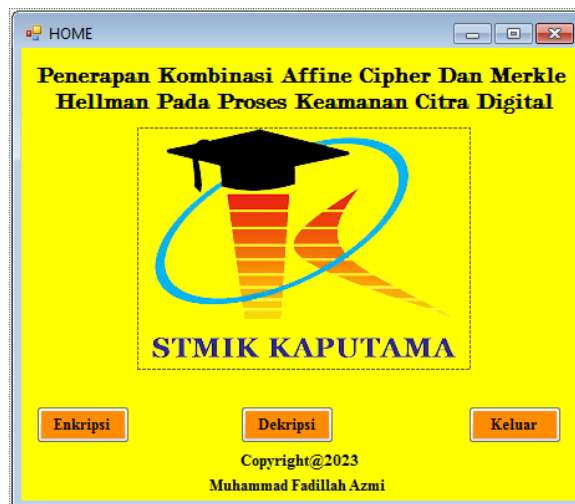 HOME
Penerapan Kombinasi Affine Cipher Dan Merkle
Hellman Pada Proses Keamanan Citra Digital
STMIK KAPUTAMA
Enkripsi Dekripsi Keluar
Copyright@2023
Muhammad Fadillah Azmi